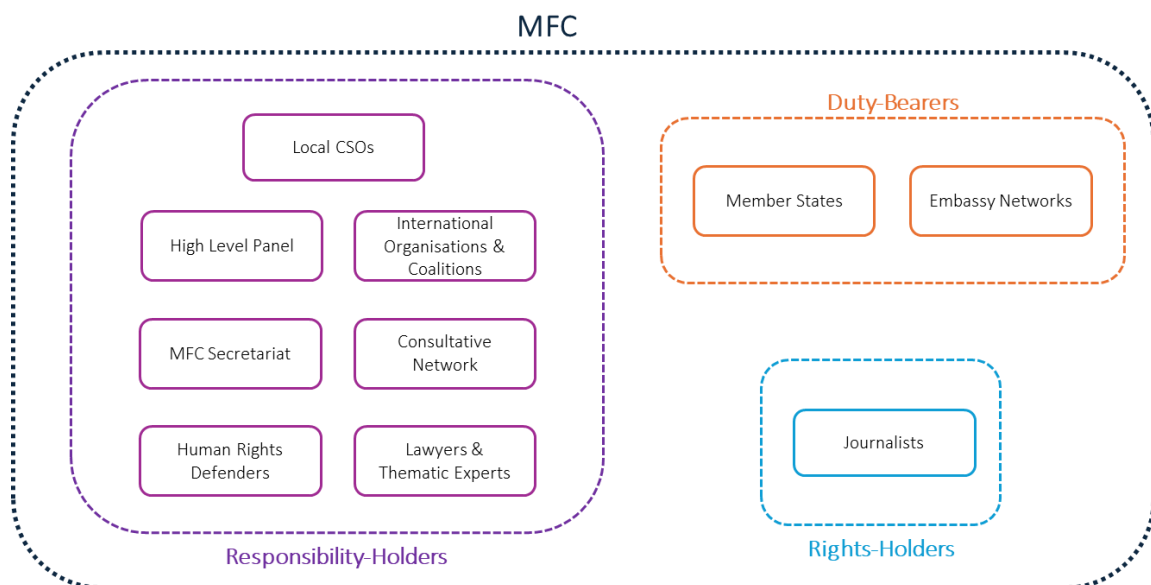 MFC
Local CSOs
High Level Panel
International
Organisations &
Coalitions
MFC Secretariat
Consultative
Network
Human Rights
Defenders
Lawyers &
Thematic Experts
Responsibility-Holders
Duty-Bearers
Member States
Embassy Networks
Journalists
Rights-Holders